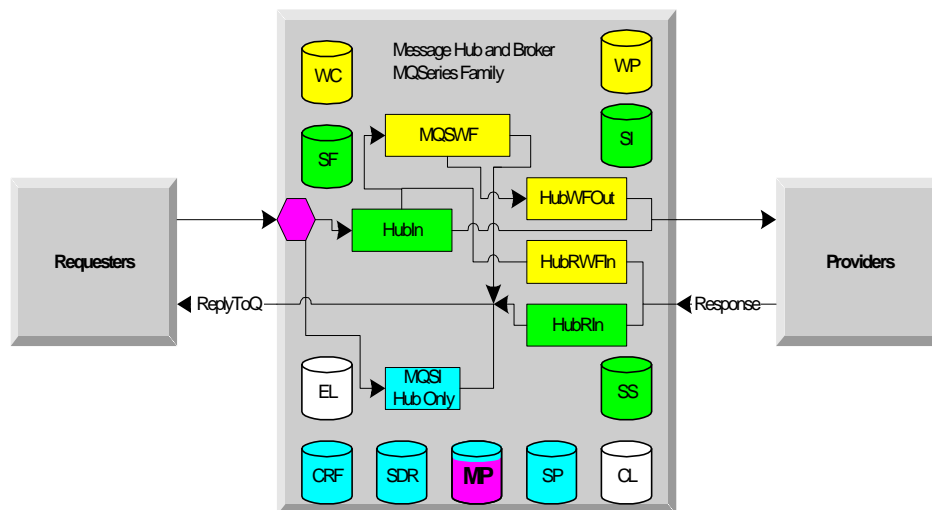 Message Hub and Broker
MQSeries Family
WC
WP
MQSWF
SF
SI
HubWFOut
HubIn
Requesters
HubRWFIn
Providers
ReplyToQ
Response
HubRIn
MQSI
Hub Only
EL
SS
CRF
SDR
MP
SP
CL